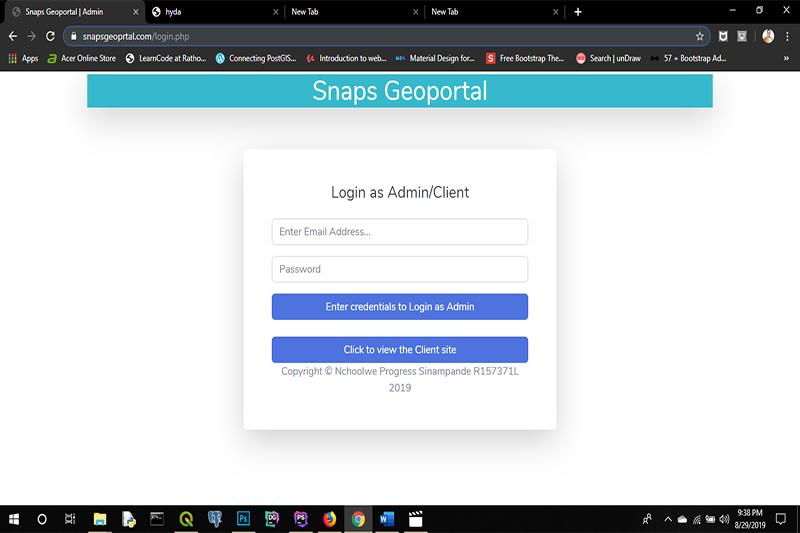 Snaps Geoportal | Admin
hyda
New Tab
New Tab
snapsgeoprtal.com/login.php
Apps
Acer Online Store
LearnCode at Ratho...
Connecting PostGIS...
Introduction to web...
Material Design for...
Free Bootstrap The...
Search | unDraw
57 + Bootstrap Ad...
Snaps Geoportal
Login as Admin/Client
Enter Email Address...
Password
Enter credentials to Login as Admin
Click to view the Client site
Copyright © Nchoolwe Progress Sinampande R157371L
2019
Ps
DG
PS
W
9:38 PM
8/29/2019